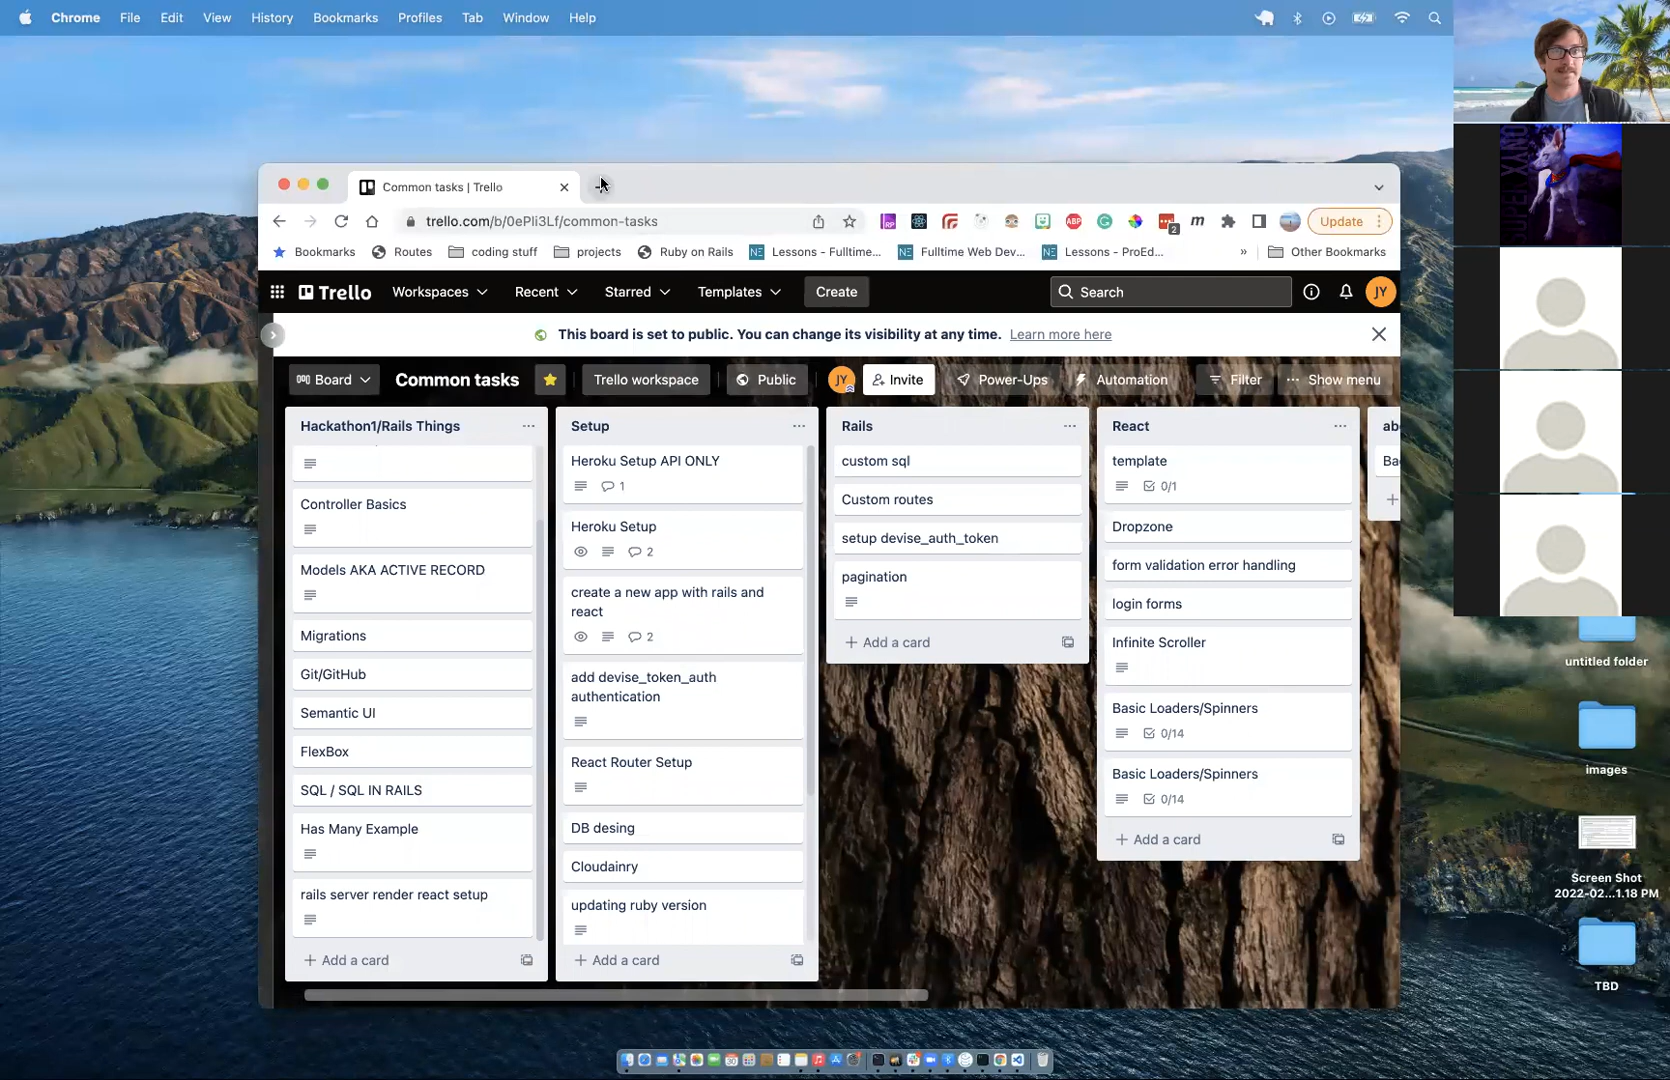 Chrome File Edit View History Bookmarks Profiles Tab Window Help
Common tasks | Trello
trello.com/b/0ePli3Lf/common-tasks
2
Update
Bookmarks Routes coding stuff projects Ruby on Rails Lessons - Fulltime... Fulltime Web Dev... Lessons - ProEd... » Other Bookmarks
Trello Workspaces Recent Starred Templates Create Search JY
This board is set to public. You can change its visibility at any time. Learn more here
Board Common tasks Trello workspace Public JY Invite Power-Ups Automation Filter Show menu
Hackathon1/Rails Things
Controller Basics
Models AKA ACTIVE RECORD
Migrations
Git/GitHub
Semantic UI
FlexBox
SQL / SQL IN RAILS
Has Many Example
rails server render react setup
+ Add a card
Setup
Heroku Setup API ONLY
1
Heroku Setup
2
create a new app with rails and
react
2
add devise_token_auth
authentication
React Router Setup
DB desing
Cloudainry
updating ruby version
+ Add a card
Rails
custom sql
Custom routes
setup devise_auth_token
pagination
+ Add a card
React
template
0/1
Dropzone
form validation error handling
login forms
Infinite Scroller
Basic Loaders/Spinners
0/14
Basic Loaders/Spinners
0/14
+ Add a card
ab
Ba
untitled folder
images
Screen Shot
2022-02...1.18 PM
TBD